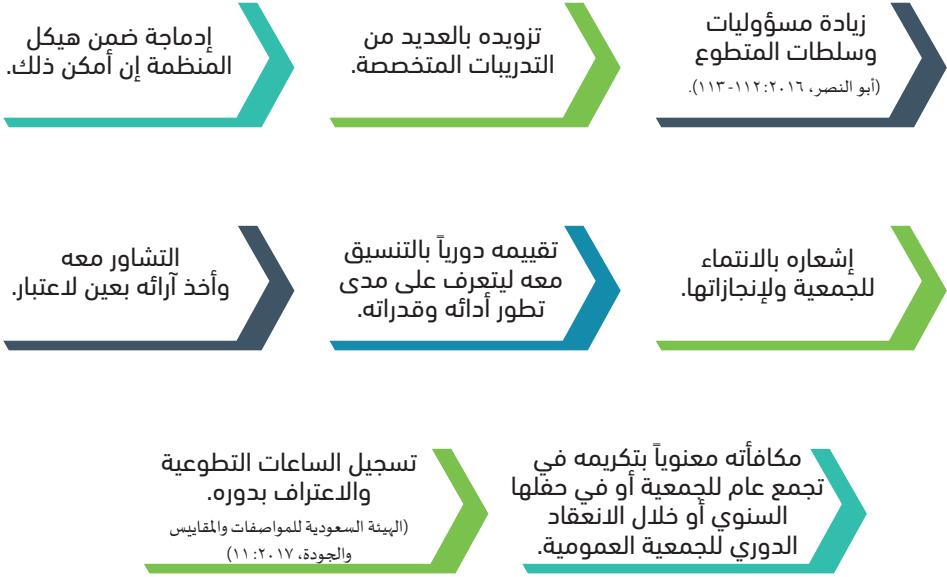 زيادة مسؤوليات
وسلطات المتطوع
(أبو النصر، ٢٠١٦: ١١٢- ١١٣).
تزويده بالعديد من
التدريبات المتخصصة.
إدماجة ضمن هيكل
المنظمة إن أمكن ذلك.
إشعاره بالانتماء
للجمعية ولإنجازاتها.
تقييمه دورياً بالتنسيق
معه ليتعرف على مدى
تطور أدائه وقدراته.
التشاور معه
وأخذ آرائه بعين لاعتبار.
مكافأته معنوياً بتكريمه في
تجمع عام للجمعية أو في حفلها
السنوي أو خلال الانعقاد
الدوري للجمعية العمومية.
تسجيل الساعات التطوعية
والاعتراف بدوره.
(الهيئة السعودية للمواصفات والمقاييس
والجودة، ٢٠١٧: ١١)